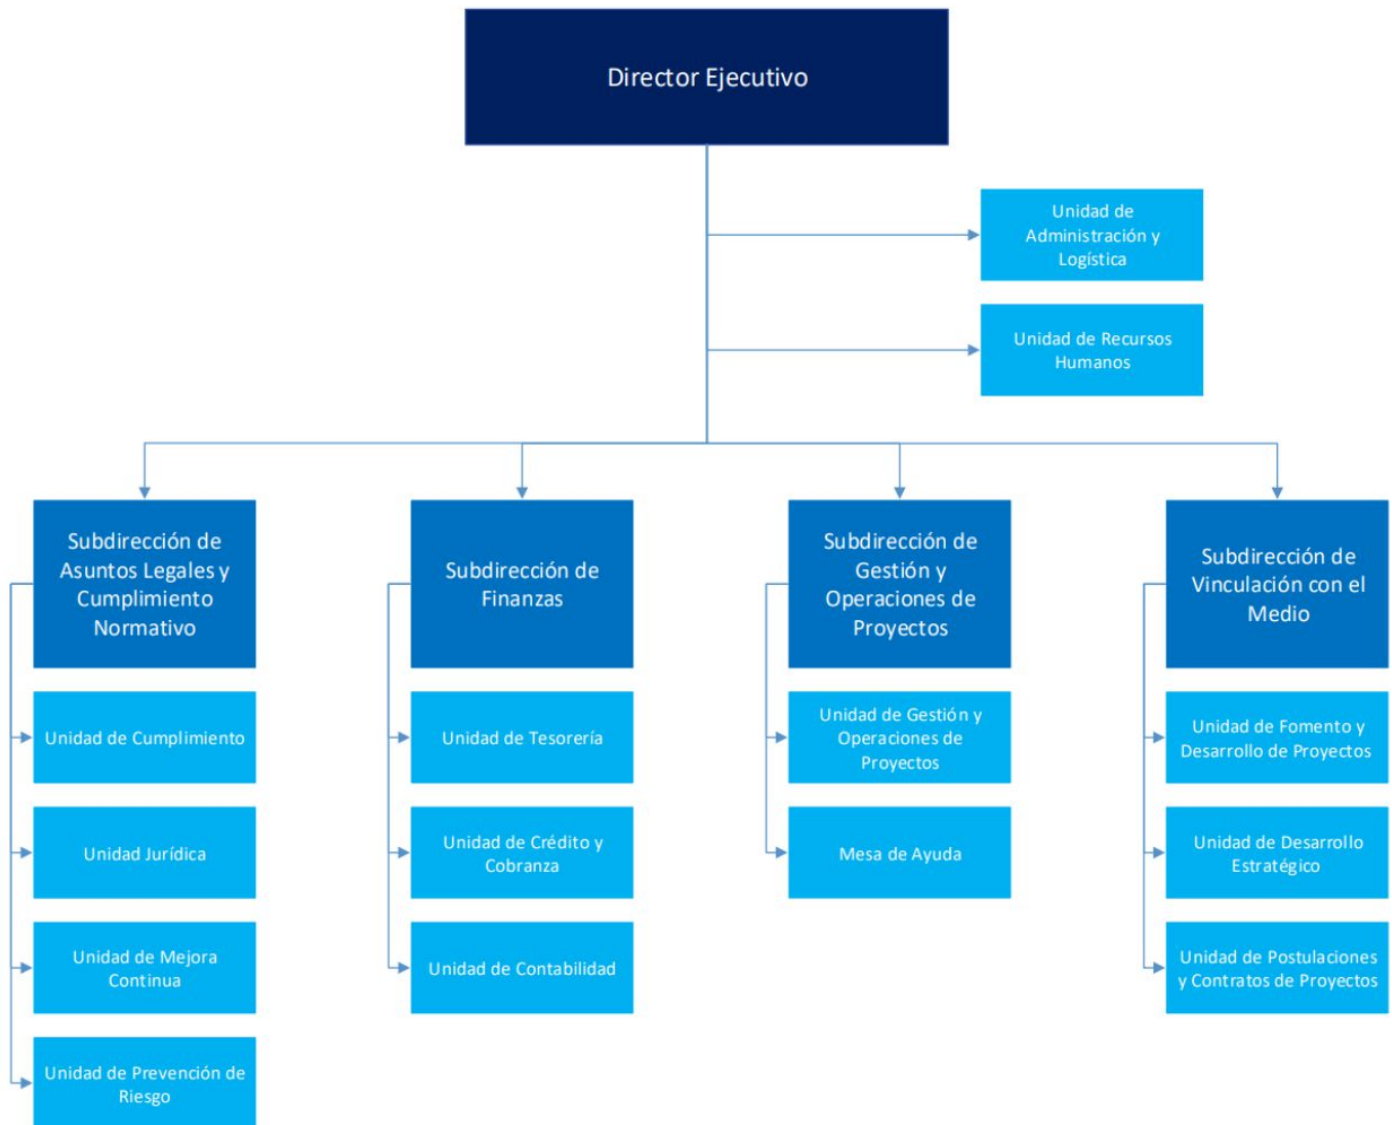 Director Ejecutivo
Unidad de
Administración y
Logística
Unidad de Recursos
Humanos
Subdirección de
Asuntos Legales y
Cumplimiento
Normativo
Subdirección de
Finanzas
Subdirección de
Gestión y
Operaciones de
Proyectos
Subdirección de
Vinculación con el
Medio
Unidad de Cumplimiento
Unidad de Tesorería
Unidad de Gestión y
Operaciones de
Proyectos
Unidad de Fomento y
Desarrollo de Proyectos
Unidad Jurídica
Unidad de Crédito y
Cobranza
Mesa de Ayuda
Unidad de Desarrollo
Estratégico
Unidad de Mejora
Continua
Unidad de Contabilidad
Unidad de Postulaciones
y Contratos de Proyectos
Unidad de Prevención de
Riesgo